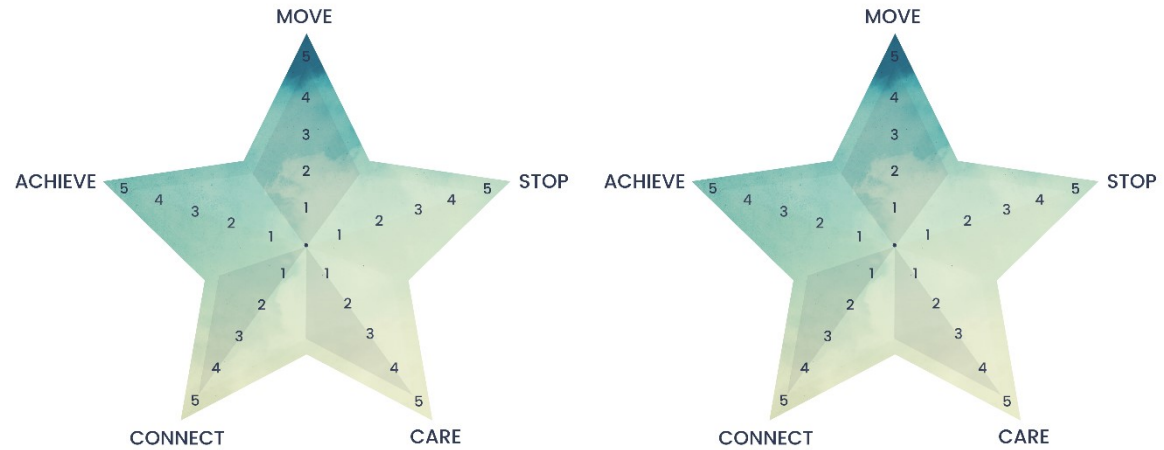 MOVE MOVE
5 5
4 4
3 3
2 2
ACHIEVE 5 4 3 2 1 1 1 2 3 4 5 STOP ACHIEVE 5 4 3 2 1 1 1 2 3 4 5 STOP
1 1 1 1
2 2 2 2
3 3 3 3
4 4 4 4
5 5 5 5
CONNECT CARE CONNECT CARE